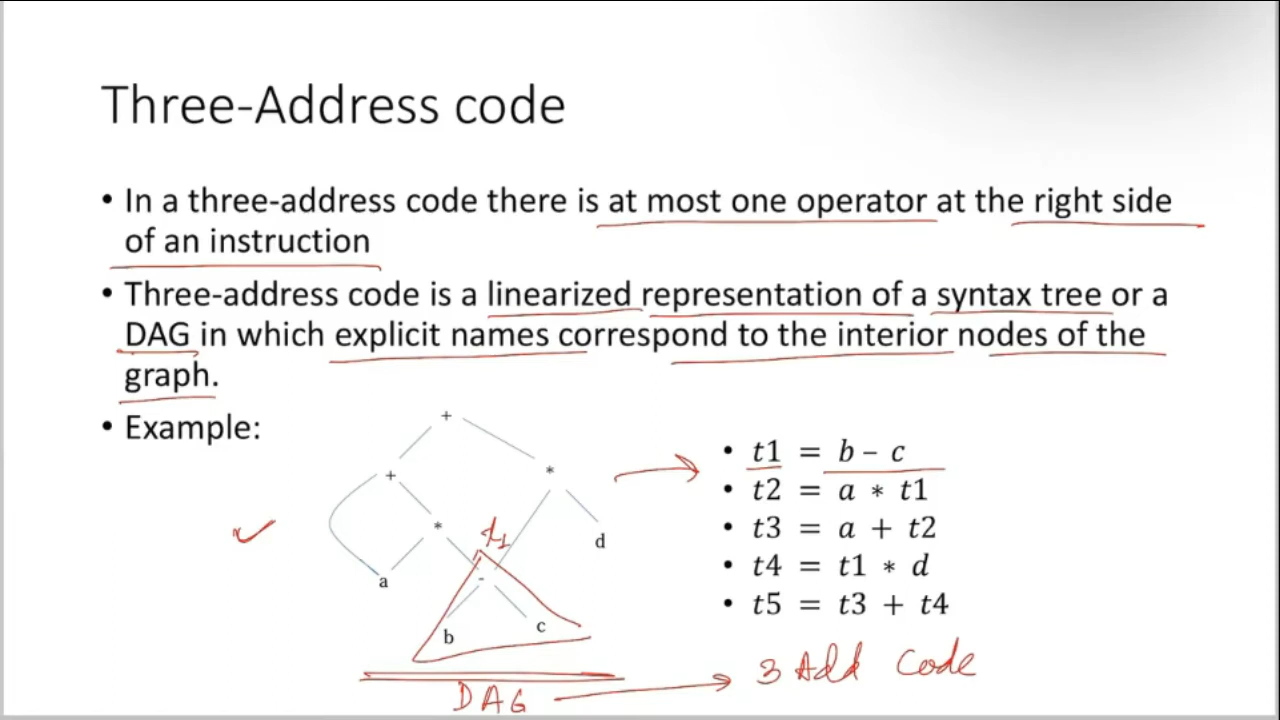 Three-Address code
• In a three-address code there is at most one operator at the right side
of an instruction
• Three-address code is a linearized representation of a syntax tree or a
DAG in which explicit names correspond to the interior nodes of the
graph.
• Example:
+
+
*
*
t1
d
a
-
b
c
• t1 = b – c
• t2 = a ∗ t1
• t3 = a + t2
• t4 = t1 ∗ d
• t5 = t3 + t4
DAG
3 Add Code